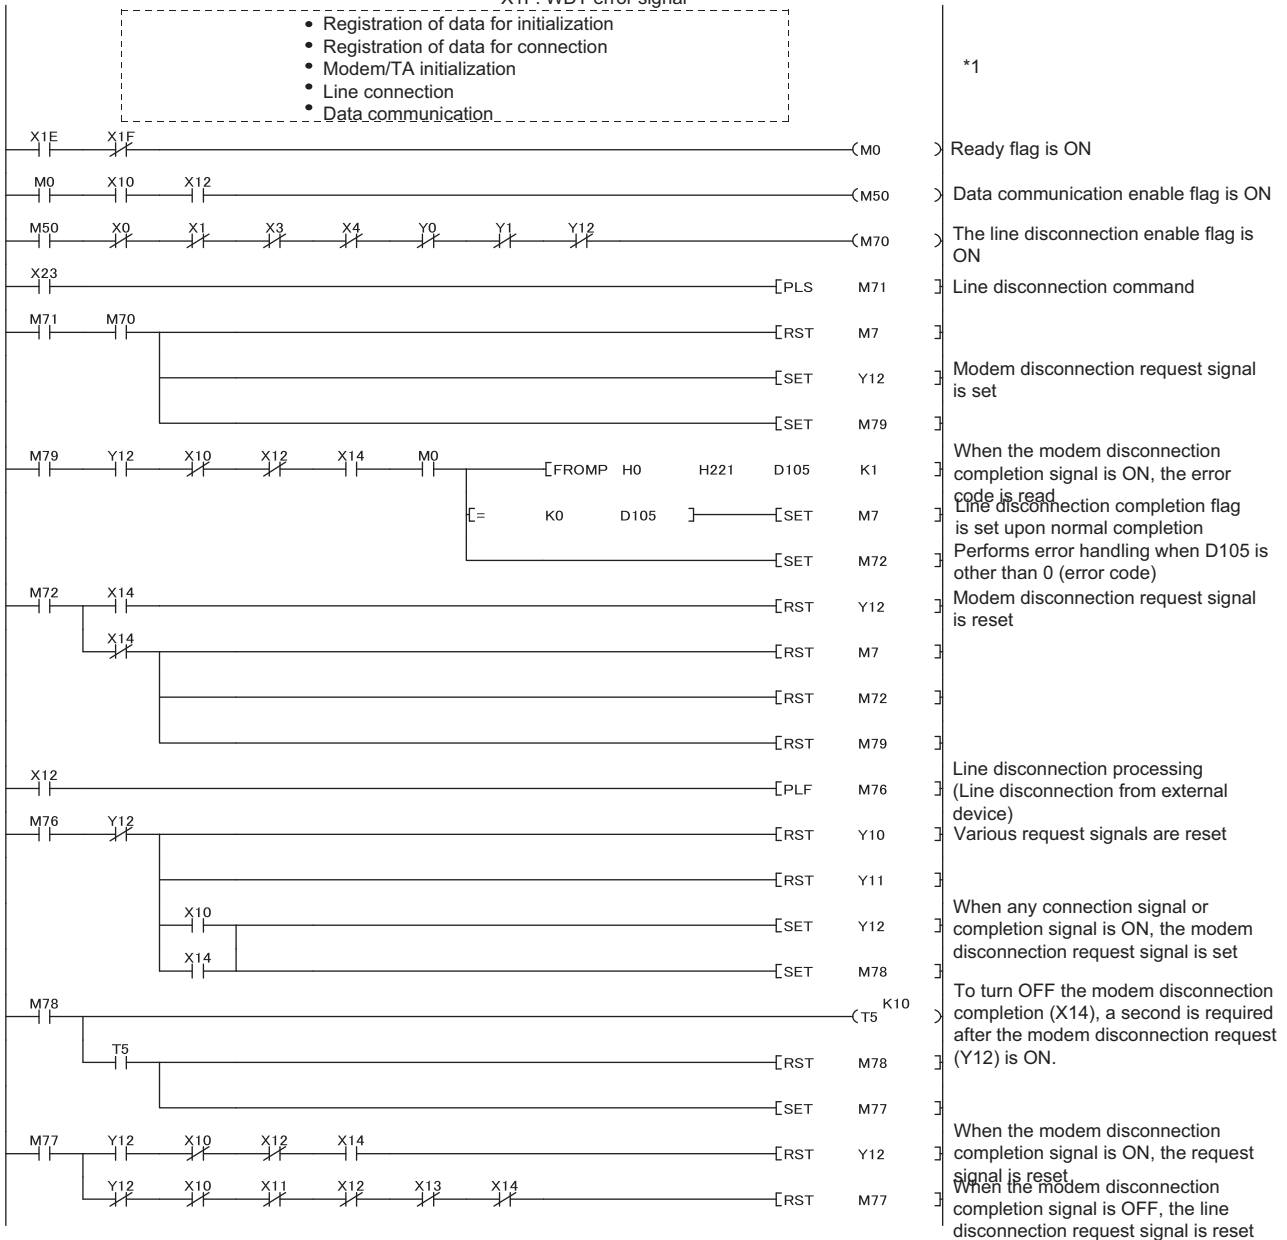 X1F: WDT error signal
• Registration of data for initialization
• Registration of data for connection
• Modem/TA initialization
• Line connection
• Data communication
*1
X1E X1F
(M0 ) Ready flag is ON
M0 X10 X12
(M50 ) Data communication enable flag is ON
M50 X0 X1 X3 X4 Y0 Y1 Y12
(M70 ) The line disconnection enable flag is
ON
X23
[PLS M71 ] Line disconnection command
M71 M70
[RST M7 ]
[SET Y12 ] Modem disconnection request signal
is set
[SET M79 ]
M79 Y12 X10 X12 X14 M0
[FROMP H0 H221 D105 K1 ] When the modem disconnection
completion signal is ON, the error
code is read
[= K0 D105 ] [SET M7 ] Line disconnection completion flag
is set upon normal completion
[SET M72 ] Performs error handling when D105 is
other than 0 (error code)
M72 X14
[RST Y12 ] Modem disconnection request signal
is reset
X14
[RST M7 ]
[RST M72 ]
[RST M79 ]
X12
[PLF M76 ] Line disconnection processing
(Line disconnection from external
device)
M76 Y12
[RST Y10 ] Various request signals are reset
[RST Y11 ]
X10
[SET Y12 ] When any connection signal or
completion signal is ON, the modem
disconnection request signal is set
X14
[SET M78 ]
M78
(T5 K10 ) To turn OFF the modem disconnection
completion (X14), a second is required
after the modem disconnection request
(Y12) is ON.
T5
[RST M78 ]
[SET M77 ]
M77 Y12 X10 X12 X14
[RST Y12 ] When the modem disconnection
completion signal is ON, the request
signal is reset
Y12 X10 X11 X12 X13 X14
[RST M77 ] When the modem disconnection
completion signal is OFF, the line
disconnection request signal is reset